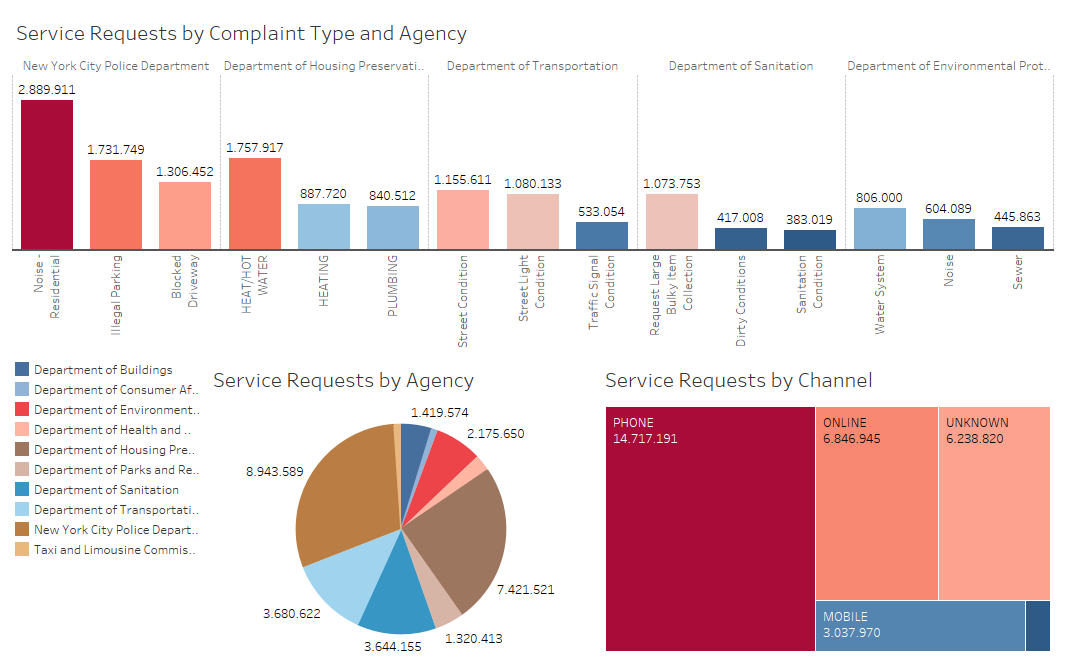 Service Requests by Complaint Type and Agency
New York City Police Department
Department of Housing Preservati..
Department of Transportation
Department of Sanitation
Department of Environmental Prot..
2.889.911
1.731.749
1.306.452
1.757.917
887.720
840.512
1.155.611
1.080.133
533.054
1.073.753
417.008
383.019
806.000
604.089
445.863
Noise -
Residential
Illegal Parking
Blocked
Driveway
HEAT/HOT
WATER
HEATING
PLUMBING
Street Condition
Street Light
Condition
Traffic Signal
Condition
Request Large
Bulky Item
Collection
Dirty Conditions
Sanitation
Condition
Water System
Noise
Sewer
Department of Buildings
Department of Consumer Af..
Department of Environment..
Department of Health and ..
Department of Housing Pre..
Department of Parks and Re..
Department of Sanitation
Department of Transportati..
New York City Police Depart..
Taxi and Limousine Commis..
Service Requests by Agency
1.419.574
2.175.650
8.943.589
7.421.521
3.680.622
1.320.413
3.644.155
Service Requests by Channel
PHONE
14.717.191
ONLINE
6.846.945
UNKNOWN
6.238.820
MOBILE
3.037.970